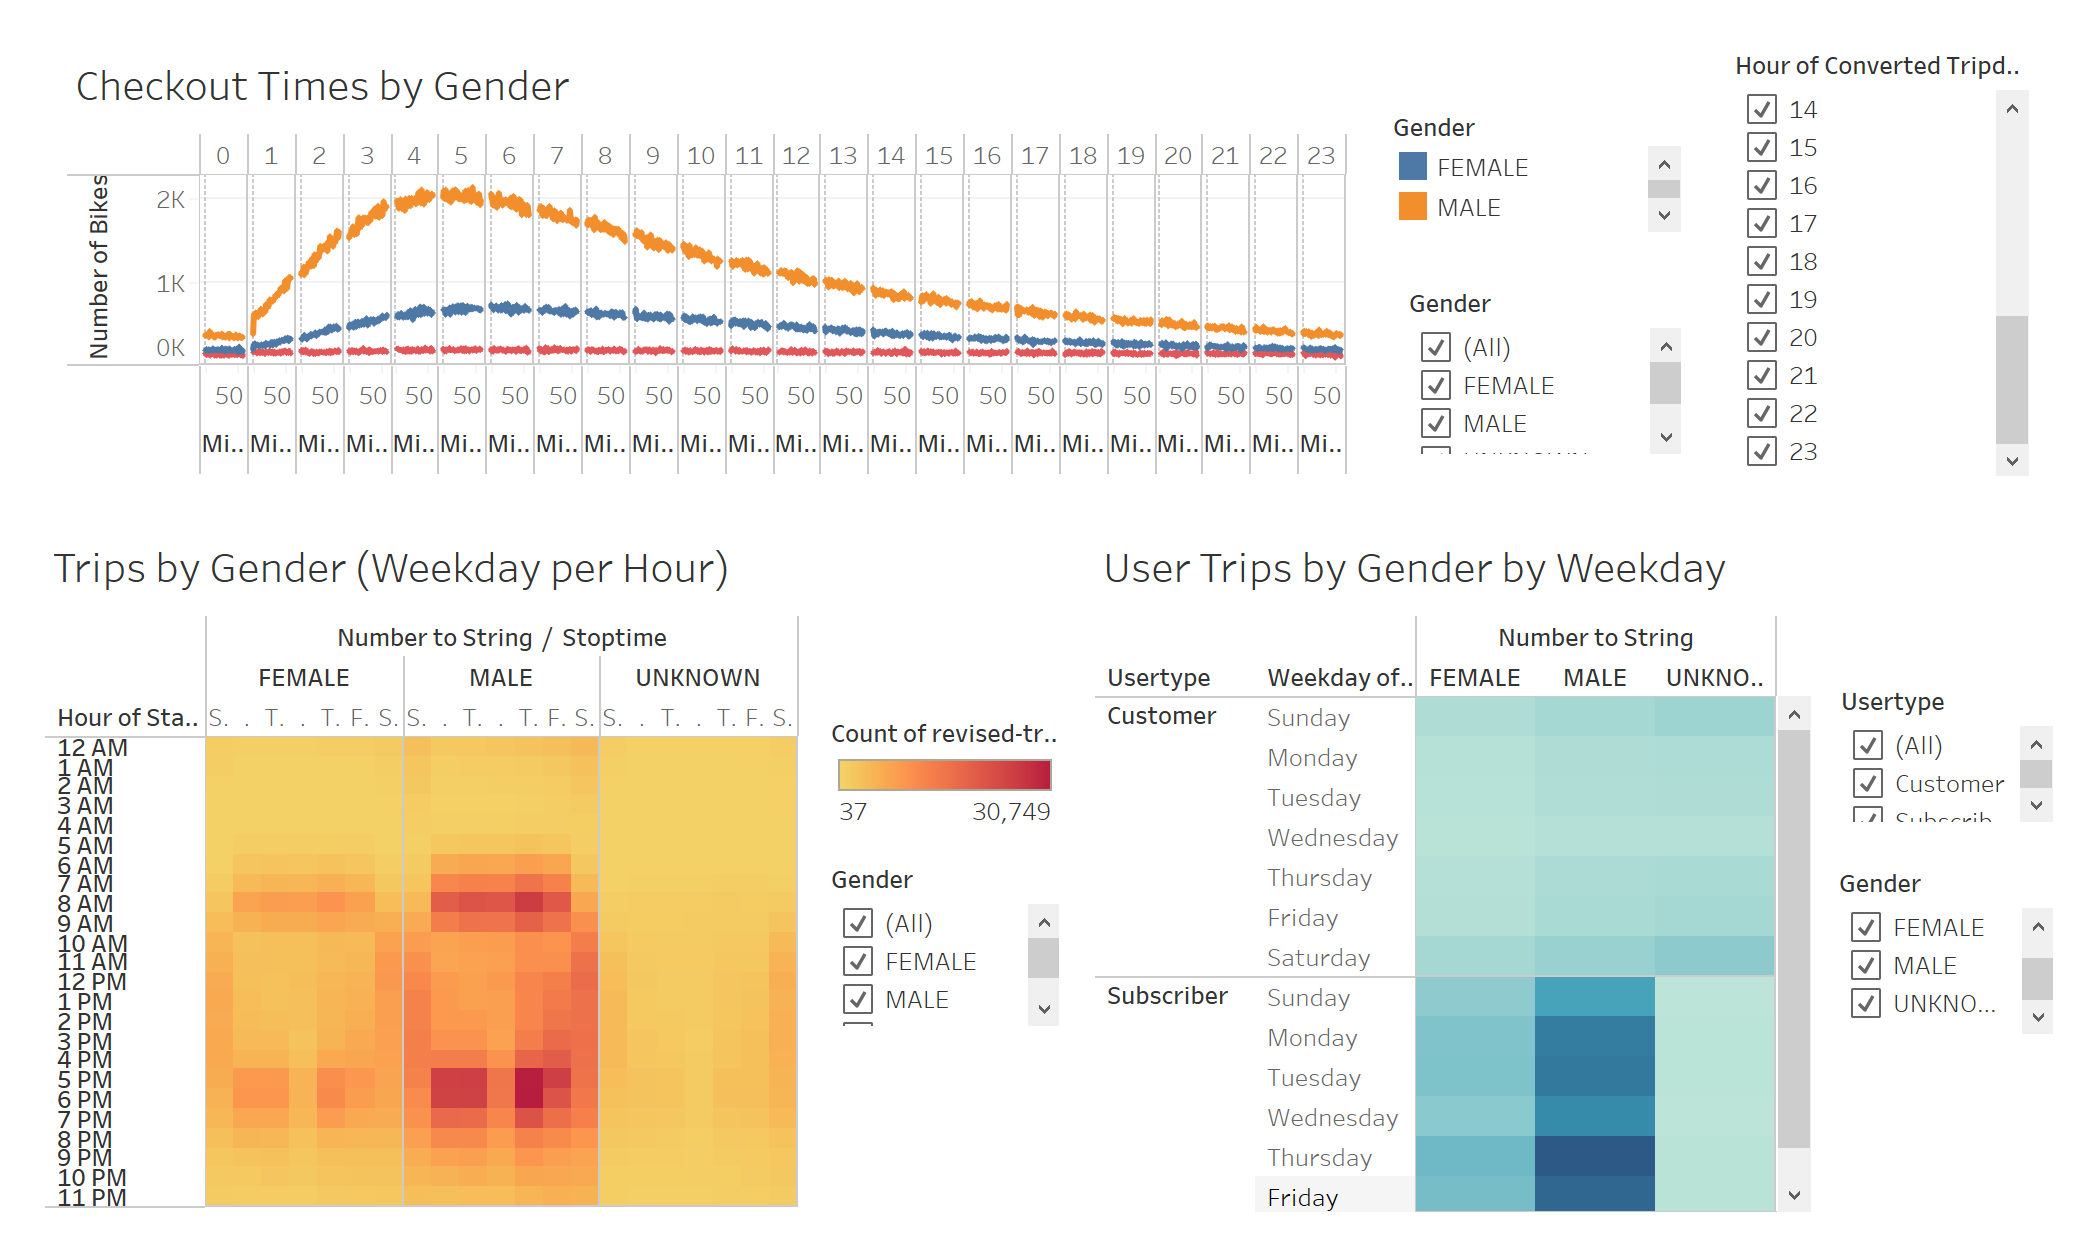 Checkout Times by Gender
0 1 2 3 4 5 6 7 8 9 10 11 12 13 14 15 16 17 18 19 20 21 22 23
Number of Bikes
2K
1K
0K
50 50 50 50 50 50 50 50 50 50 50 50 50 50 50 50 50 50 50 50 50 50 50 50
Mi.. Mi.. Mi.. Mi.. Mi.. Mi.. Mi.. Mi.. Mi.. Mi.. Mi.. Mi.. Mi.. Mi.. Mi.. Mi.. Mi.. Mi.. Mi.. Mi.. Mi.. Mi.. Mi.. Mi..
Gender
FEMALE
MALE
Gender
(All)
FEMALE
MALE
Hour of Converted Tripd..
14
15
16
17
18
19
20
21
22
23
Trips by Gender (Weekday per Hour)
Number to String / Stoptime
FEMALE MALE UNKNOWN
Hour of Sta.. S. . T. . T. F. S. S. . T. . T. F. S. S. . T. . T. F. S.
12 AM
1 AM
2 AM
3 AM
4 AM
5 AM
6 AM
7 AM
8 AM
9 AM
10 AM
11 AM
12 PM
1 PM
2 PM
3 PM
4 PM
5 PM
6 PM
7 PM
8 PM
9 PM
10 PM
11 PM
Count of revised-tr..
37 30,749
Gender
(All)
FEMALE
MALE
User Trips by Gender by Weekday
Number to String
Usertype Weekday of.. FEMALE MALE UNKNO..
Customer Sunday
Monday
Tuesday
Wednesday
Thursday
Friday
Saturday
Subscriber Sunday
Monday
Tuesday
Wednesday
Thursday
Friday
Usertype
(All)
Customer
Subscrib
Gender
FEMALE
MALE
UNKNO...